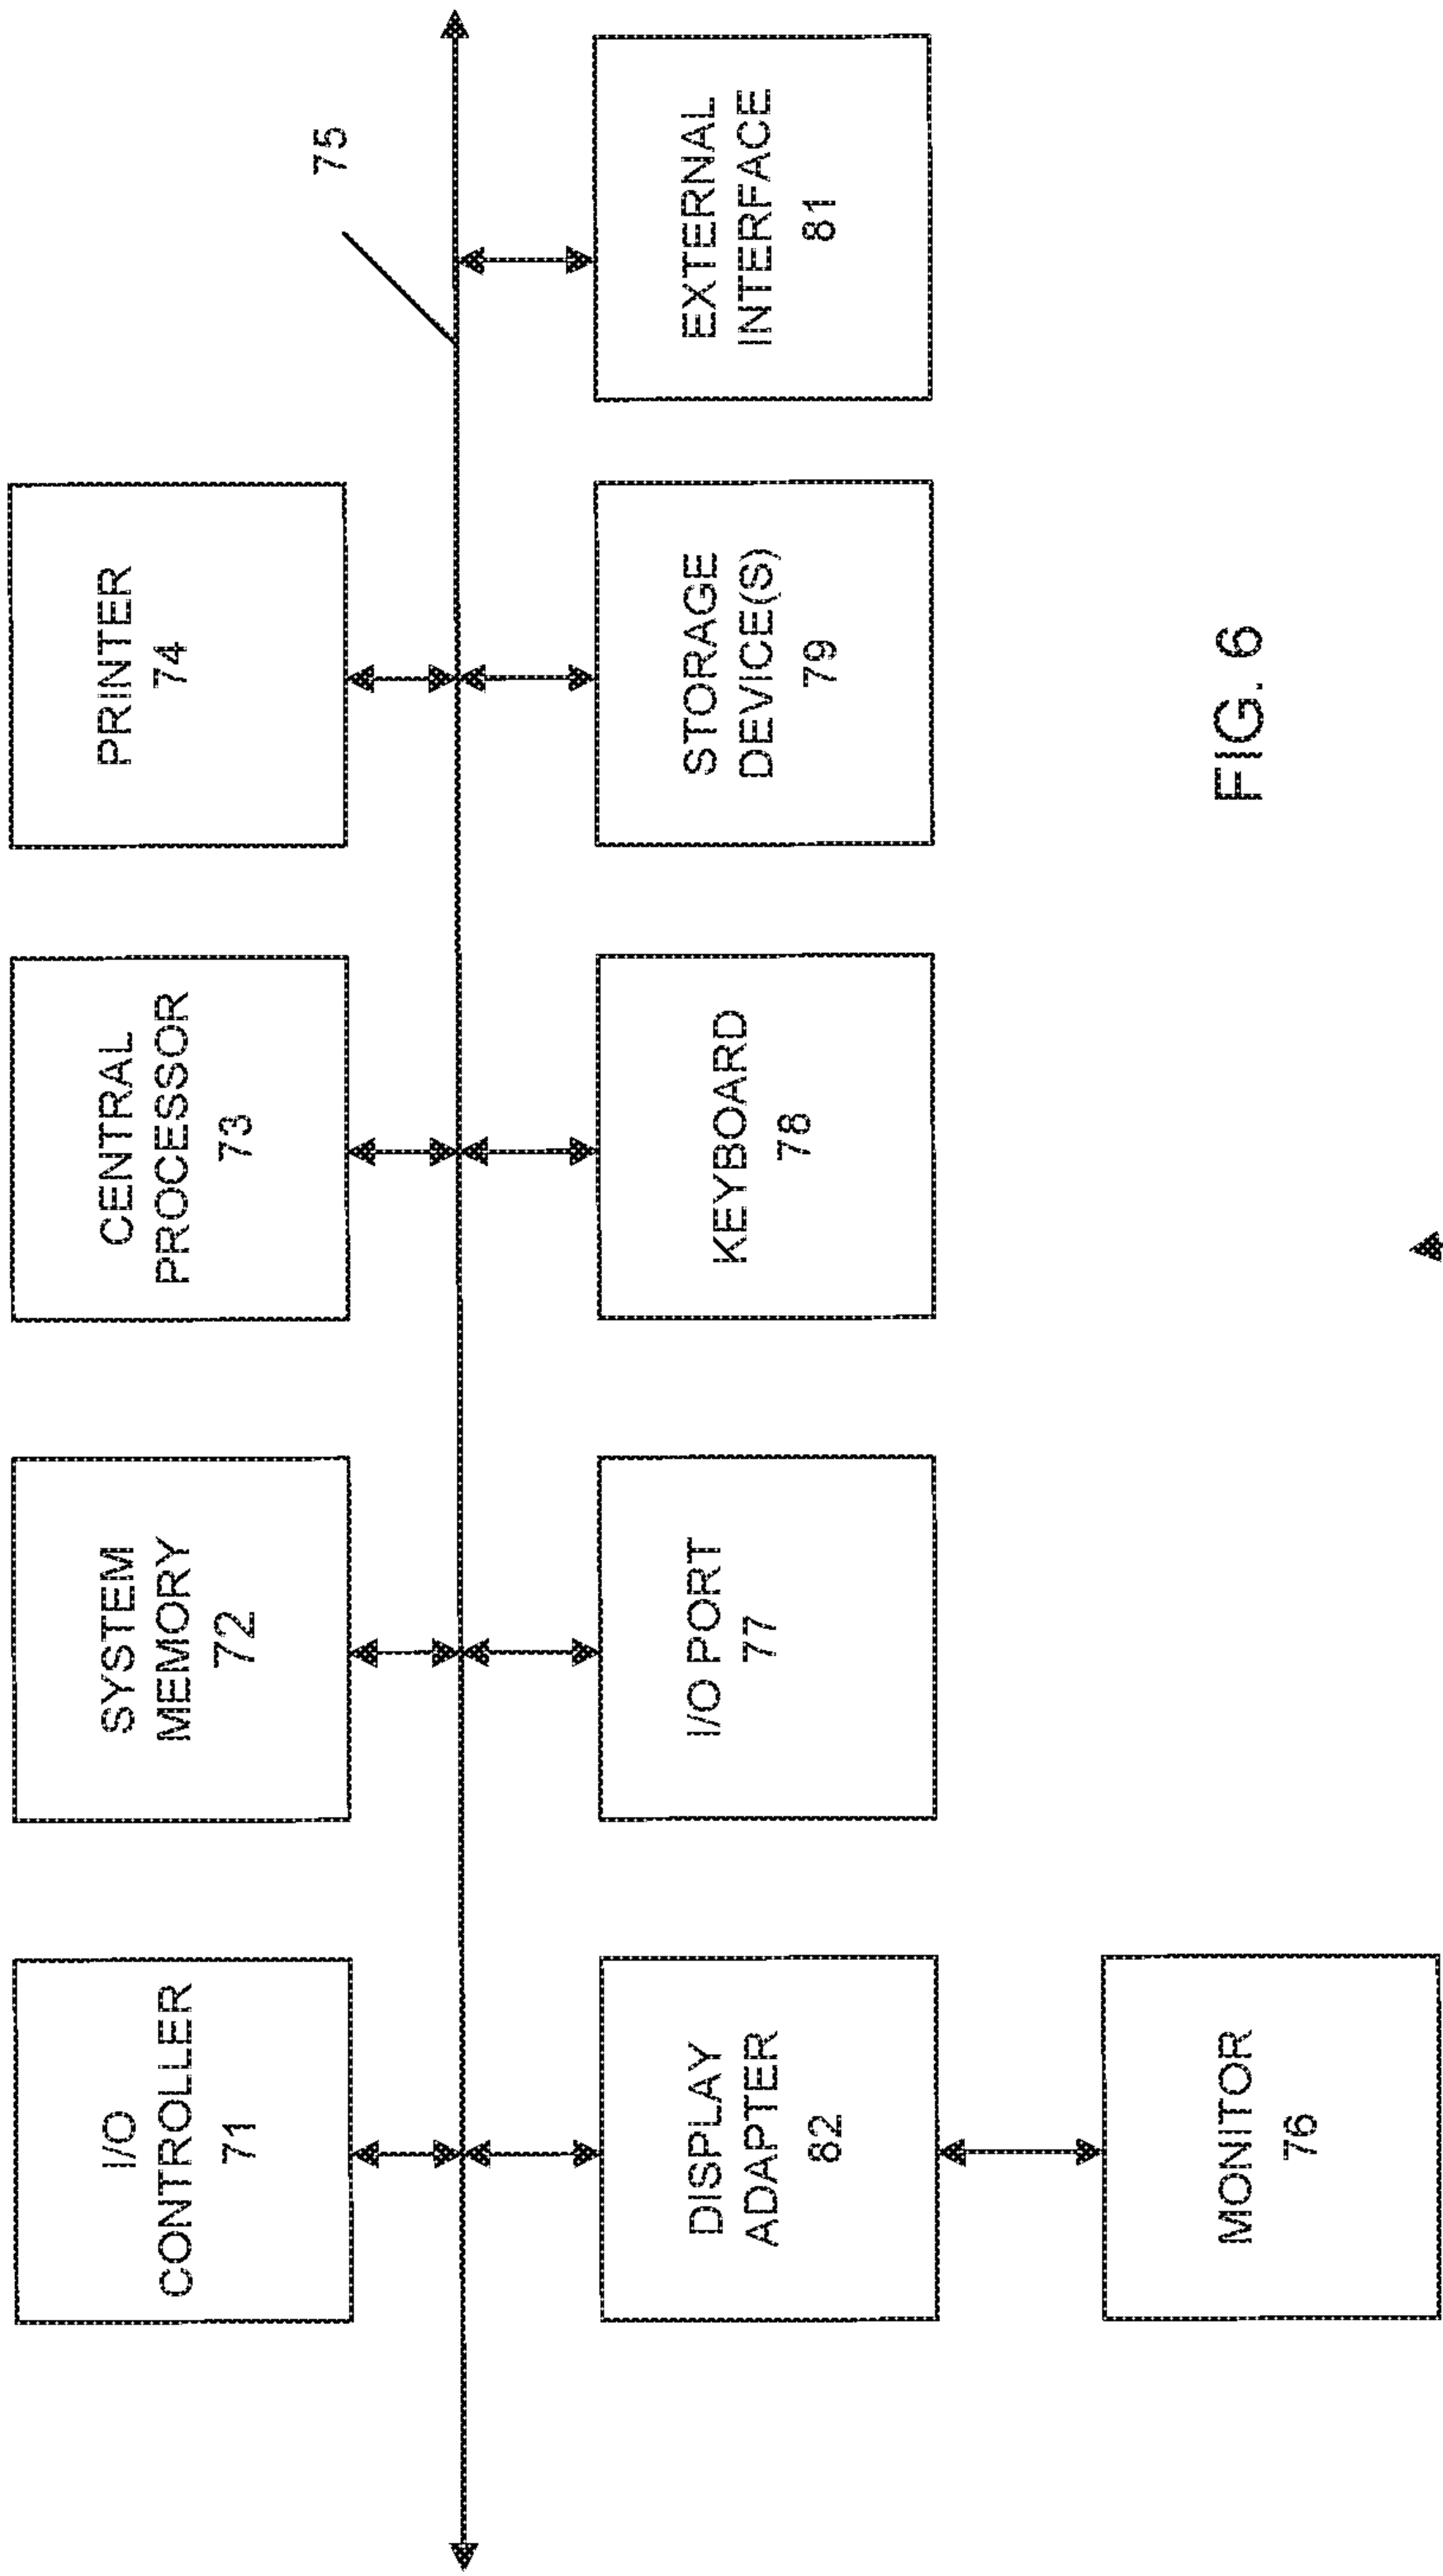 I/O
CONTROLLER
71
SYSTEM
MEMORY
72
CENTRAL
PROCESSOR
73
PRINTER
74
75
DISPLAY
ADAPTER
82
I/O PORT
77
KEYBOARD
78
STORAGE
DEVICE(S)
79
EXTERNAL
INTERFACE
81
MONITOR
76
FIG. 6